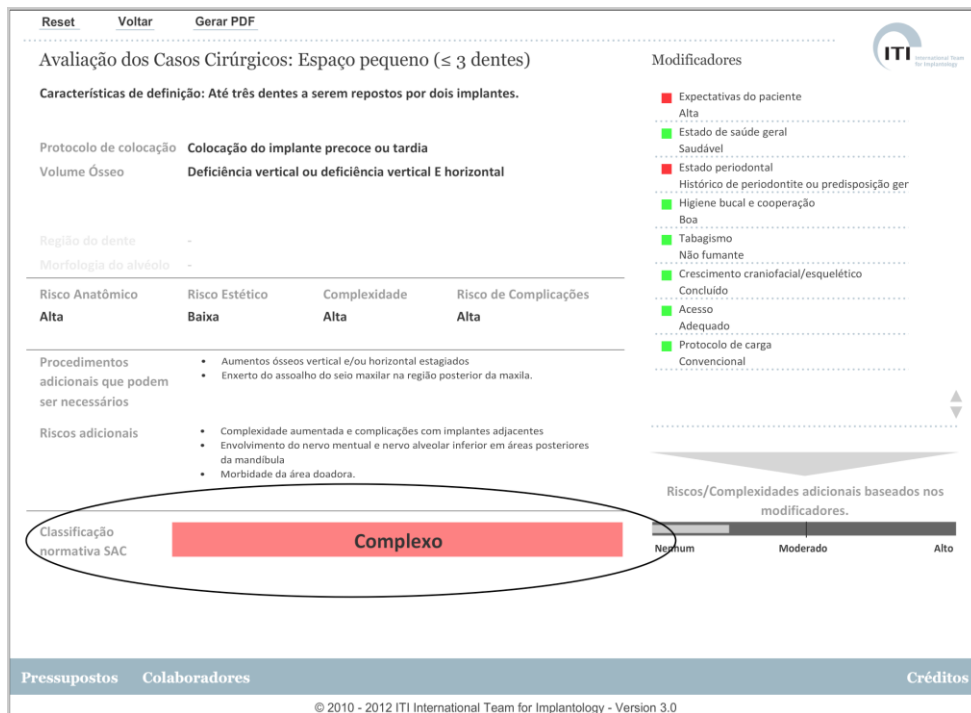 Reset Voltar Gerar PDF
ITI International Team
for Implantology
Avaliação dos Casos Cirúrgicos: Espaço pequeno (≤ 3 dentes)
Características de definição: Até três dentes a serem repostos por dois implantes.
Protocolo de colocação Colocação do implante precoce ou tardia
Volume Ósseo Deficiência vertical ou deficiência vertical E horizontal
Região do dente -
Morfologia do alvéolo -
Risco Anatômico Risco Estético Complexidade Risco de Complicações
Alta Baixa Alta Alta
Procedimentos
adicionais que podem
ser necessários
• Aumentos ósseos vertical e/ou horizontal estagiados
• Enxerto do assoalho do seio maxilar na região posterior da maxila.
Riscos adicionais
• Complexidade aumentada e complicações com implantes adjacentes
• Envolvimento do nervo mentual e nervo alveolar inferior em áreas posteriores
da mandíbula
• Morbidade da área doadora.
Classificação
normativa SAC
Complexo
Modificadores
Expectativas do paciente
Alta
Estado de saúde geral
Saudável
Estado periodontal
Histórico de periodontite ou predisposição ger
Higiene bucal e cooperação
Boa
Tabagismo
Não fumante
Crescimento craniofacial/esquelético
Concluído
Acesso
Adequado
Protocolo de carga
Convencional
Riscos/Complexidades adicionais baseados nos
modificadores.
Nenhum Moderado Alto
Pressupostos Colaboradores Créditos
© 2010 - 2012 ITI International Team for Implantology - Version 3.0